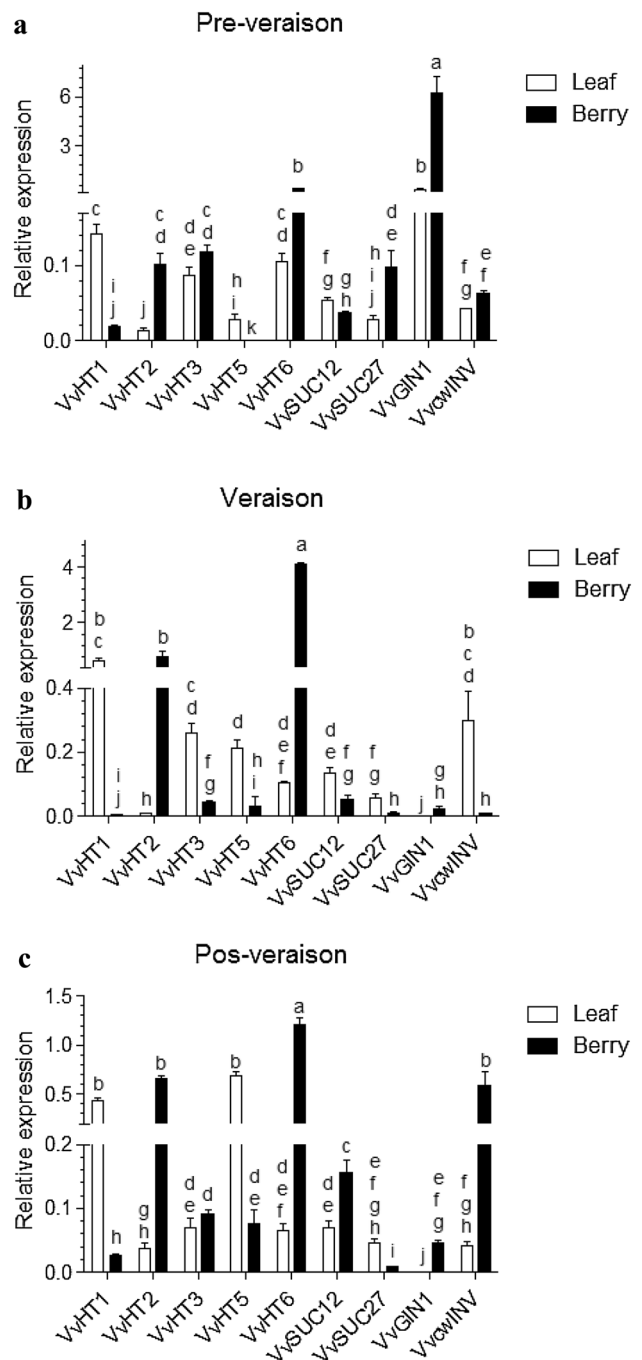 a
Pre-veraison
Leaf
Berry
Relative expression
6
3
0.1
0.0
c
i
j
j
c
d
d
e
c
d
h
i
k
c
d
b
f
g
g
h
h
i
j
d
e
b
a
f
g
e
f
VvHT1
VvHT2
VvHT3
VvHT5
VvHT6
VvSUC12
VvSUC27
VvGIN1
VvcwINV
b
Veraison
Leaf
Berry
Relative expression
4
2
0.4
0.2
0.0
b
c
i
j
h
b
c
d
f
g
d
h
i
d
e
f
a
d
e
f
g
f
g
h
j
g
h
b
c
d
h
VvHT1
VvHT2
VvHT3
VvHT5
VvHT6
VvSUC12
VvSUC27
VvGIN1
VvcwINV
c
Pos-veraison
Leaf
Berry
Relative expression
1.5
1.0
0.5
0.2
0.1
0.0
b
h
g
h
b
d
e
d
b
d
e
d
e
f
a
d
e
c
e
f
g
h
i
j
e
f
g
f
g
h
b
VvHT1
VvHT2
VvHT3
VvHT5
VvHT6
VvSUC12
VvSUC27
VvGIN1
VvcwINV